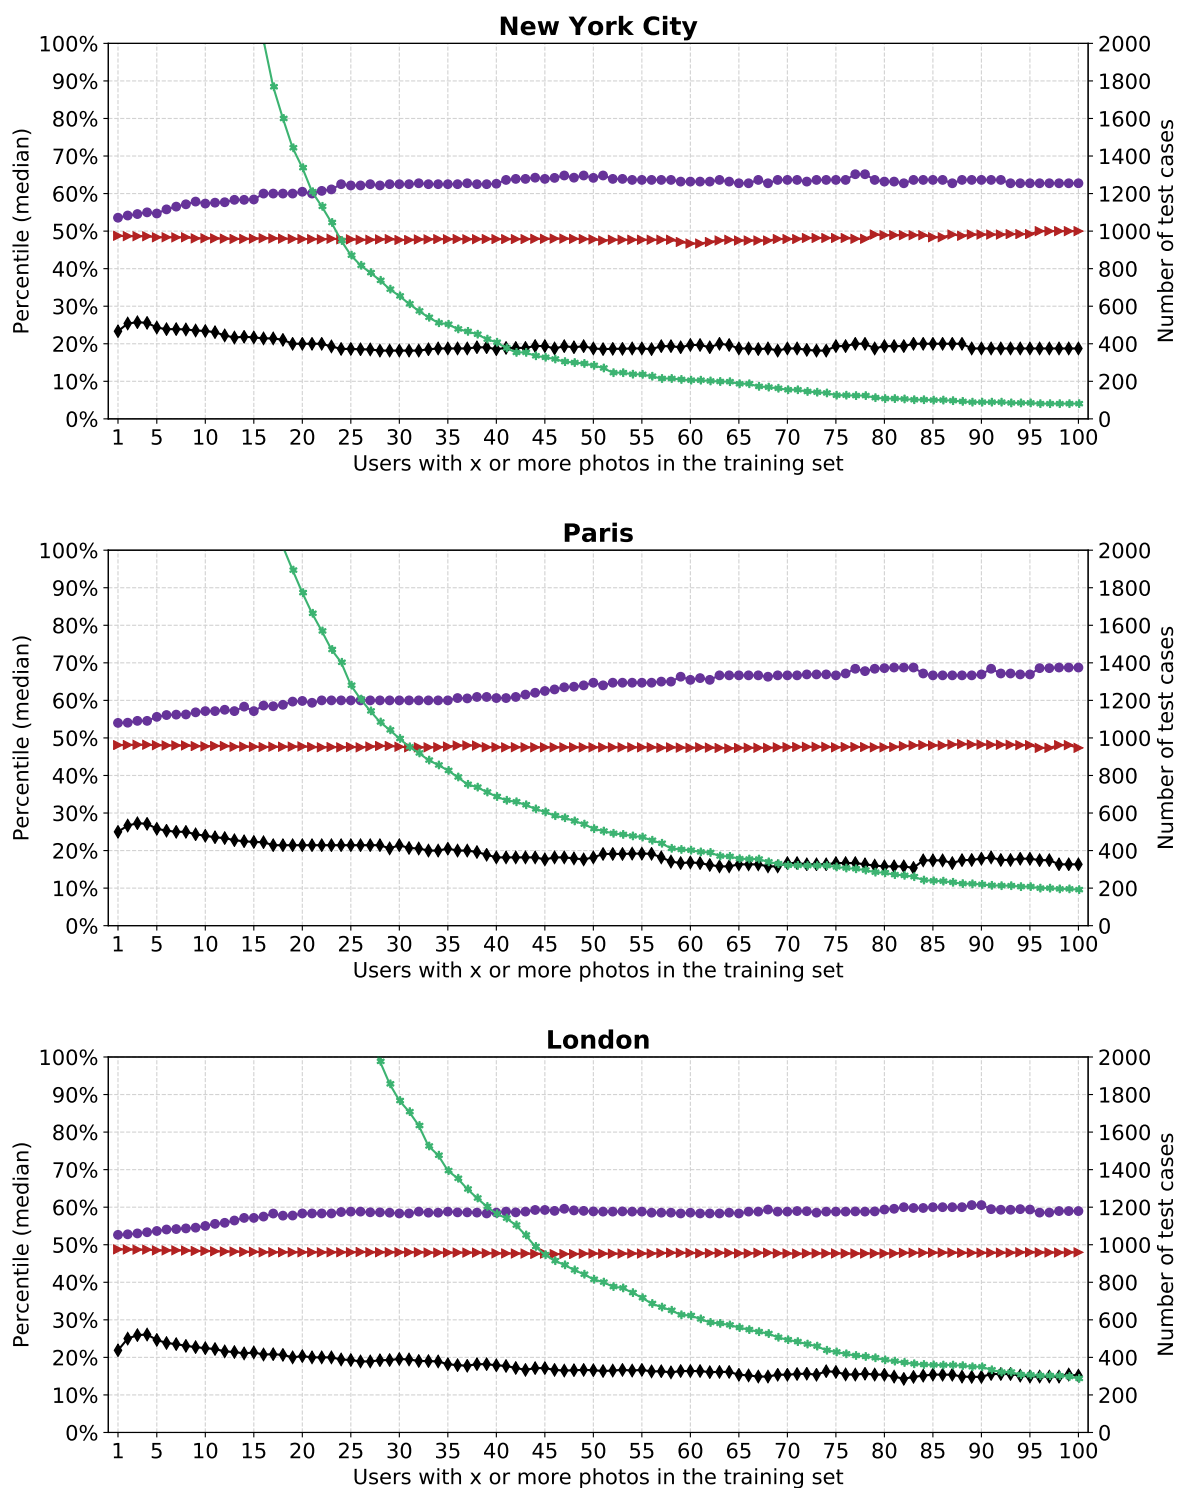 New York City
100% 2000
90% 1800
80% 1600
70% 1400
60% 1200
50% 1000
40% 800
30% 600
20% 400
10% 200
0% 0
Percentile (median)
Number of test cases
1 5 10 15 20 25 30 35 40 45 50 55 60 65 70 75 80 85 90 95 100
Users with x or more photos in the training set
Paris
100% 2000
90% 1800
80% 1600
70% 1400
60% 1200
50% 1000
40% 800
30% 600
20% 400
10% 200
0% 0
Percentile (median)
Number of test cases
1 5 10 15 20 25 30 35 40 45 50 55 60 65 70 75 80 85 90 95 100
Users with x or more photos in the training set
London
100% 2000
90% 1800
80% 1600
70% 1400
60% 1200
50% 1000
40% 800
30% 600
20% 400
10% 200
0% 0
Percentile (median)
Number of test cases
1 5 10 15 20 25 30 35 40 45 50 55 60 65 70 75 80 85 90 95 100
Users with x or more photos in the training set